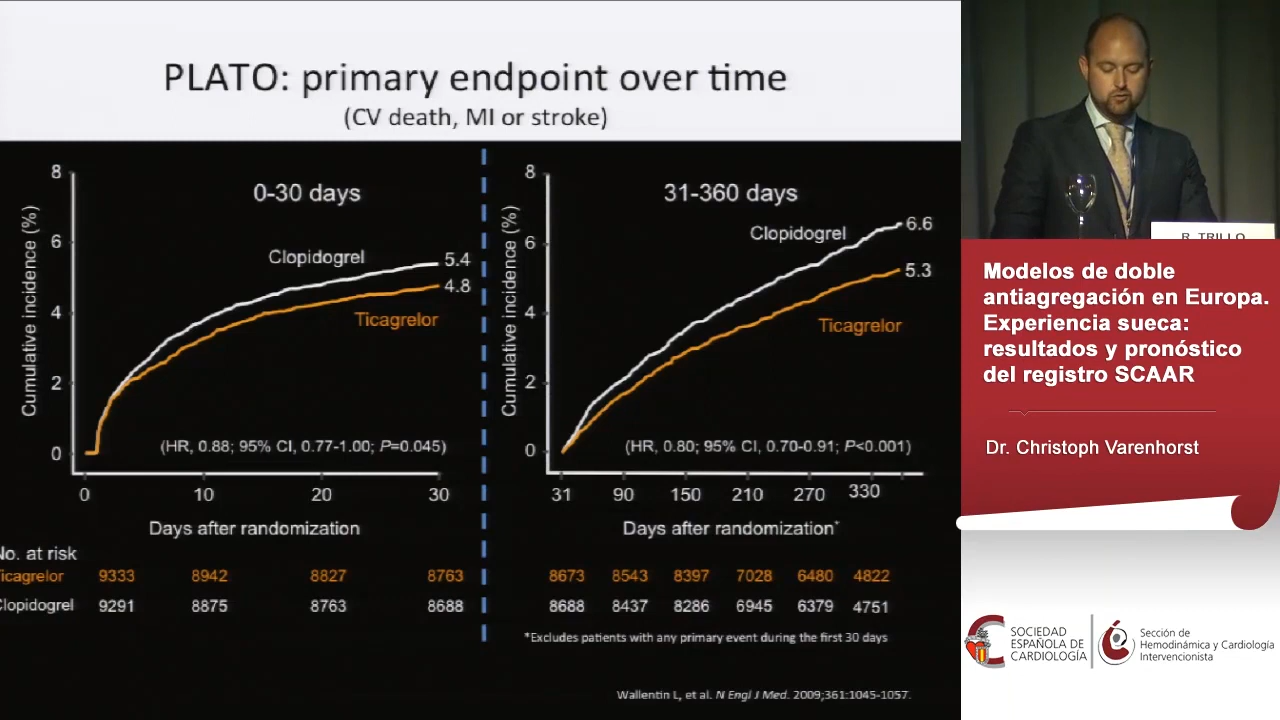 PLATO: primary endpoint over time
(CV death, MI or stroke)
8
6
4
2
0
Cumulative incidence (%)
0-30 days
Clopidogrel
5.4
4.8
Ticagrelor
(HR, 0.88; 95% CI, 0.77-1.00; P=0.045)
0 10 20 30
Days after randomization
8
6
4
2
0
Cumulative incidence (%)
31-360 days
Clopidogrel
6.6
5.3
Ticagrelor
(HR, 0.80; 95% CI, 0.70-0.91; P<0.001)
31 90 150 210 270 330
Days after randomization*
No. at risk
Ticagrelor 9333 8942 8827 8763 8673 8543 8397 7028 6480 4822
Clopidogrel 9291 8875 8763 8688 8688 8437 8286 6945 6379 4751
*Excludes patients with any primary event during the first 30 days
Wallentin L, et al. N Engl J Med. 2009;361:1045-1057.
R. TRILLO
Modelos de doble
antiagregación en Europa.
Experiencia sueca:
resultados y pronóstico
del registro SCAAR
Dr. Christoph Varenhorst
SOCIEDAD
ESPAÑOLA DE
CARDIOLOGÍA
Sección de
Hemodinámica y Cardiología
Intervencionista